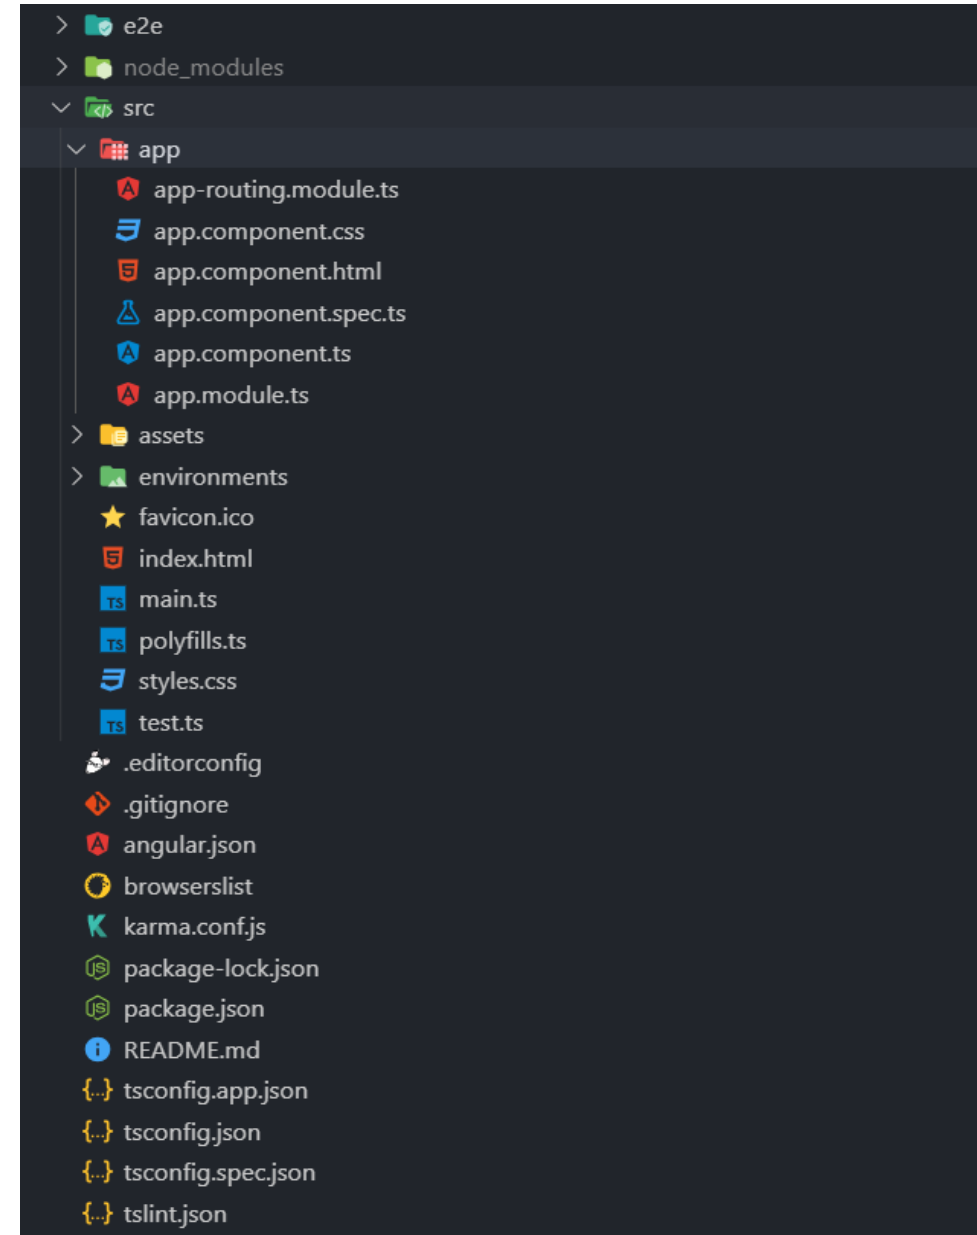 e2e
node_modules
src
app
app-routing.module.ts
app.component.css
app.component.html
app.component.spec.ts
app.component.ts
app.module.ts
assets
environments
favicon.ico
index.html
TS main.ts
TS polyfills.ts
styles.css
TS test.ts
.editorconfig
.gitignore
angular.json
browserslist
karma.conf.js
package-lock.json
package.json
README.md
{...} tsconfig.app.json
{...} tsconfig.json
{...} tsconfig.spec.json
{...} tslint.json